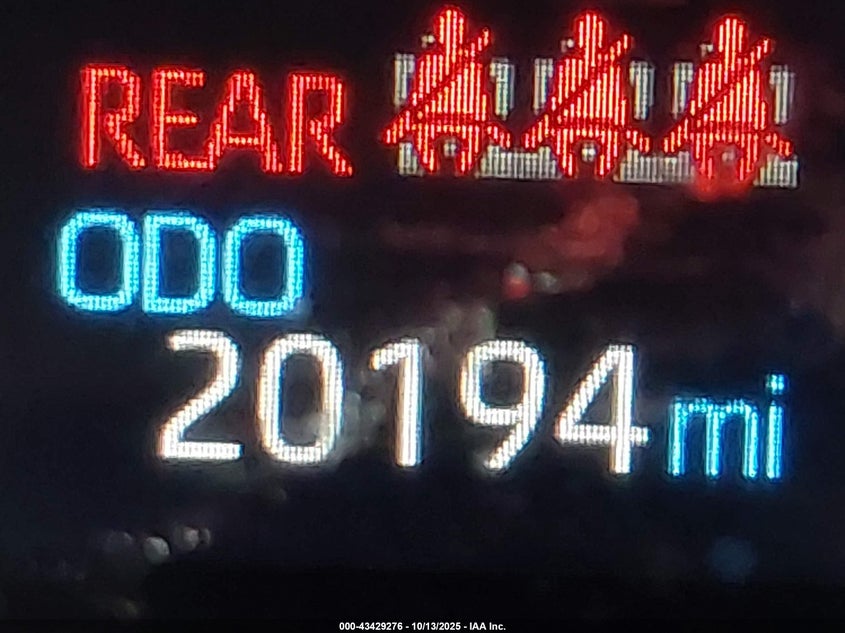 REAR
ODO
20194 mi
000-43429276 - 10/13/2025 - IAA Inc.